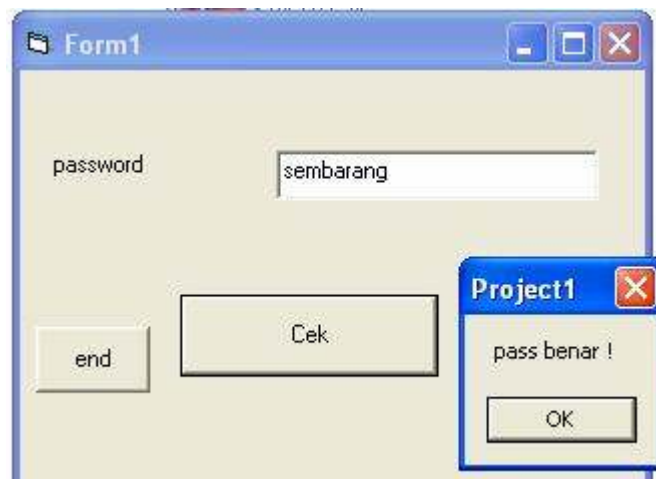 Form1
password
sembarang
Project1
Cek
pass benar !
end
OK